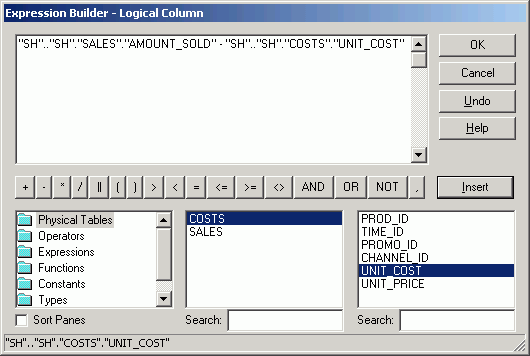 Expression Builder - Logical Column
"SH".."SH"."SALES"."AMOUNT_SOLD" - "SH".."SH"."COSTS"."UNIT_COST"
OK
Cancel
Undo
Help
+ - * / || ( ) > < = <= >= <> AND OR NOT , Insert
Physical Tables
Operators
Expressions
Functions
Constants
Types
COSTS
SALES
PROD_ID
TIME_ID
PROMO_ID
CHANNEL_ID
UNIT_COST
UNIT_PRICE
Sort Panes
Search:
Search:
"SH".."SH"."COSTS"."UNIT_COST"